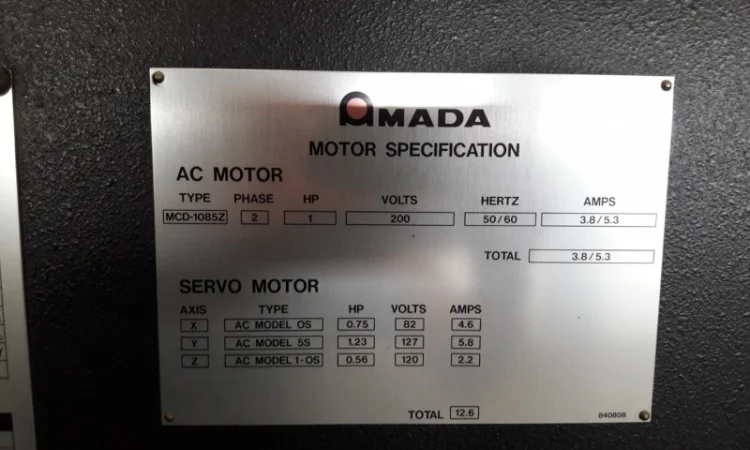 AMADA
MOTOR SPECIFICATION
AC MOTOR
TYPE PHASE HP VOLTS HERTZ AMPS
MCD-1085Z 2 1 200 50/60 3.8/5.3
TOTAL 3.8/5.3
SERVO MOTOR
AXIS TYPE HP VOLTS AMPS
X AC MODEL OS 0.75 82 4.6
Y AC MODEL 5S 1.23 127 5.8
Z AC MODEL 1-OS 0.56 120 2.2
TOTAL 12.6
840808